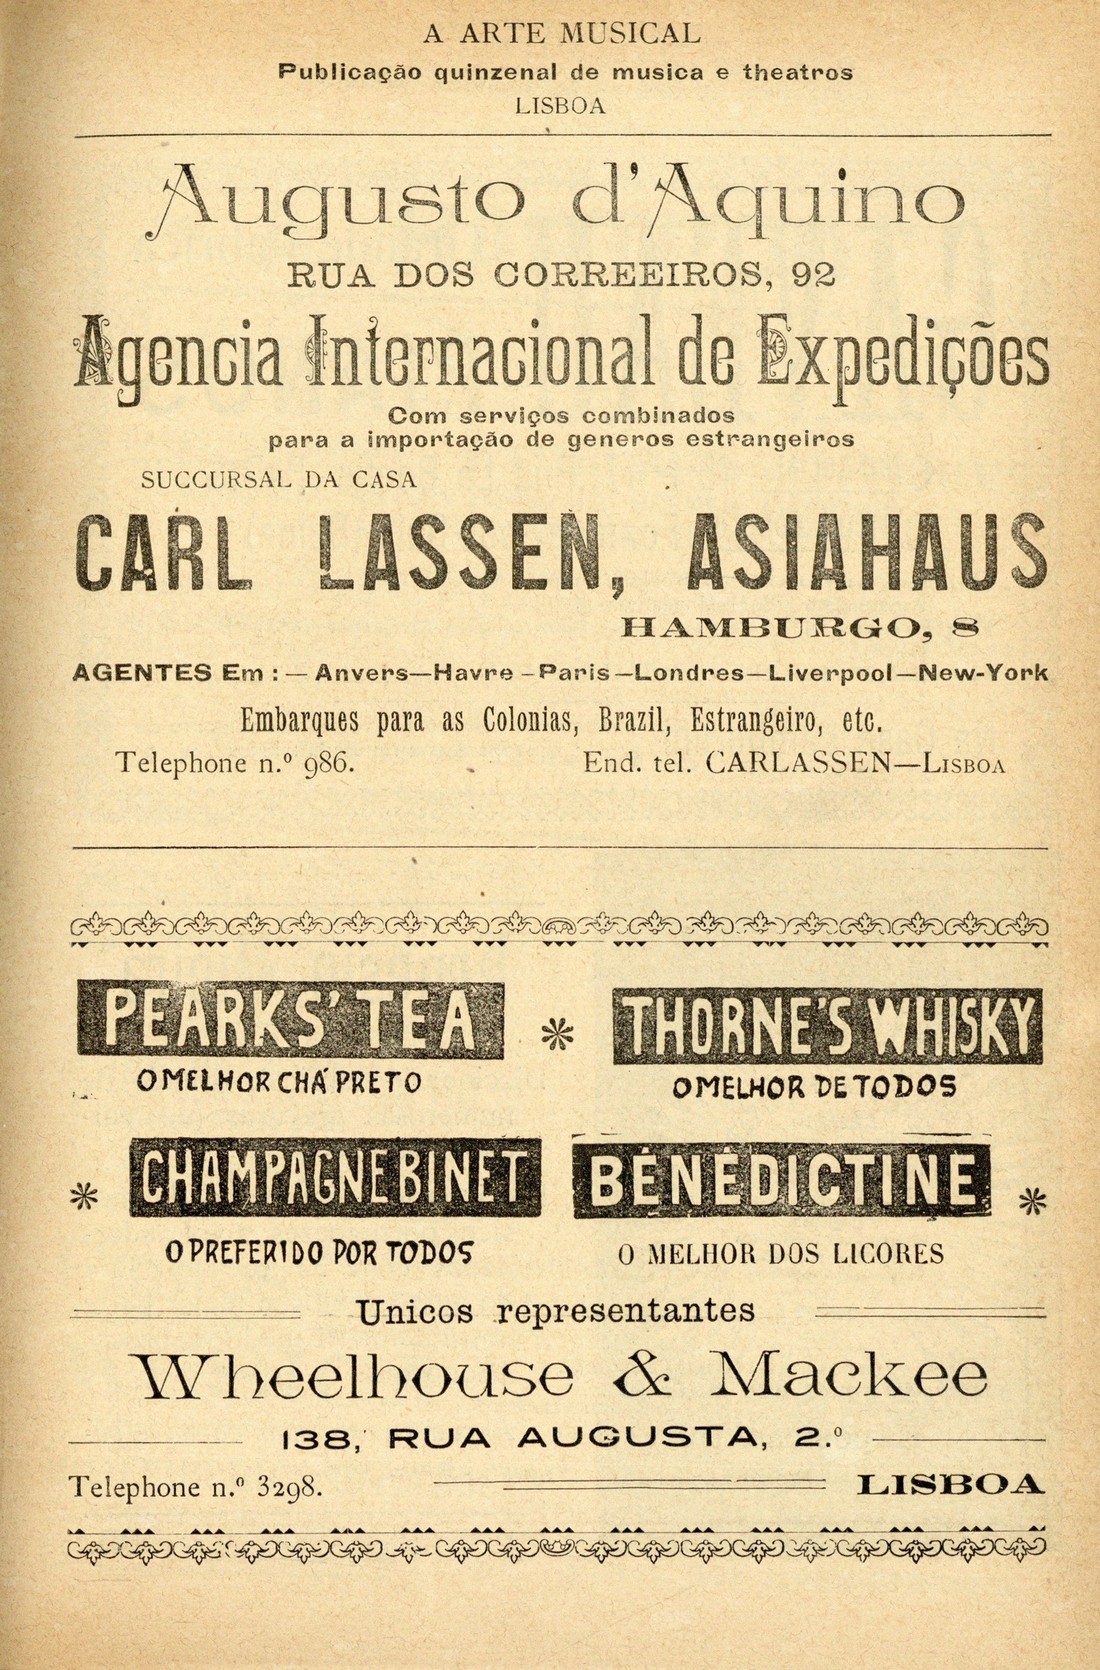 A ARTE MUSICAL
Publicação quinzenal de musica e theatros
LISBOA
Augusto d'Aquino
RUA DOS CORREEIROS, 92
Agencia Internacional de Expedições
Com serviços combinados
para a importação de generos estrangeiros
SUCCURSAL DA CASA
CARL LASSEN, ASIAHAUS
HAMBURGO, 8
AGENTES Em : — Anvers—Havre —Paris—Londres—Liverpool—New-York
Embarques para as Colonias, Brazil, Estrangeiro, etc.
Telephone n.º 986. End. tel. CARLASSEN—LISBOA
PEARKS' TEA * THORNE'S WHISKY
O MELHOR CHÁ PRETO O MELHOR DE TODOS
* CHAMPAGNE BINET BÉNÉDICTINE *
O PREFERIDO POR TODOS O MELHOR DOS LICORES
Unicos representantes
Wheelhouse & Mackee
138, RUA AUGUSTA, 2.º
Telephone n.º 3298. LISBOA